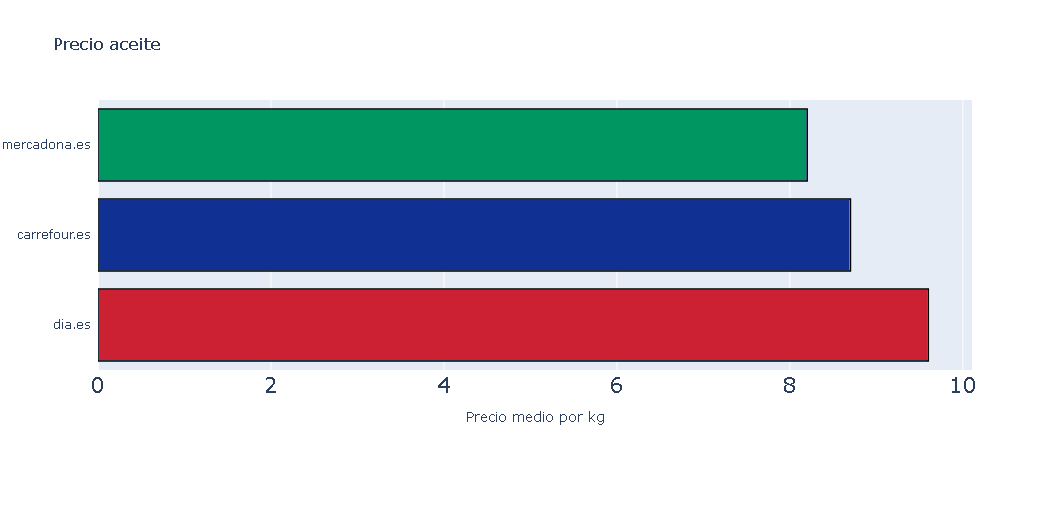 Precio aceite
mercadona.es
carrefour.es
dia.es
0 2 4 6 8 10
Precio medio por kg